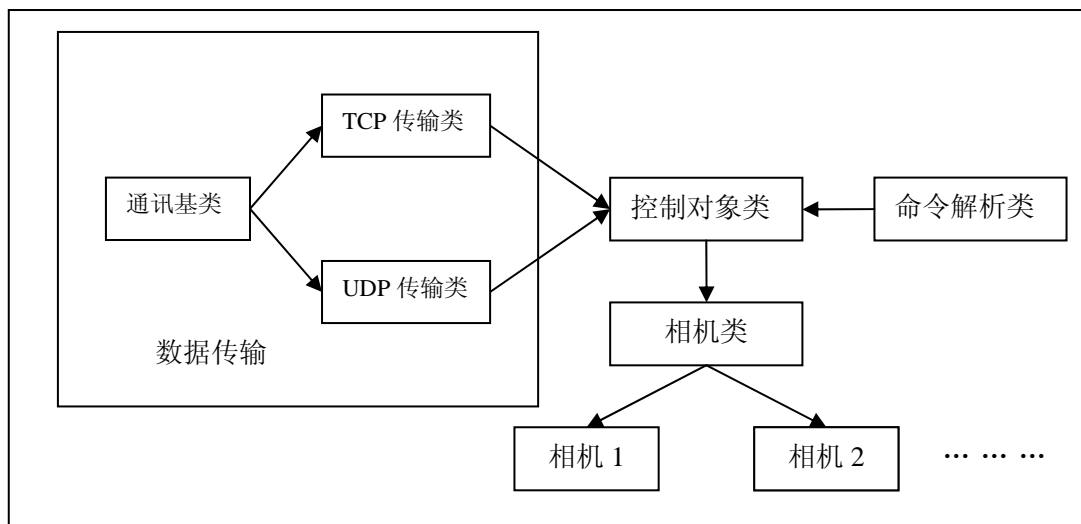 TCP 传输类
通讯基类
控制对象类
命令解析类
UDP 传输类
相机类
数据传输
相机 1
相机 2
… … …